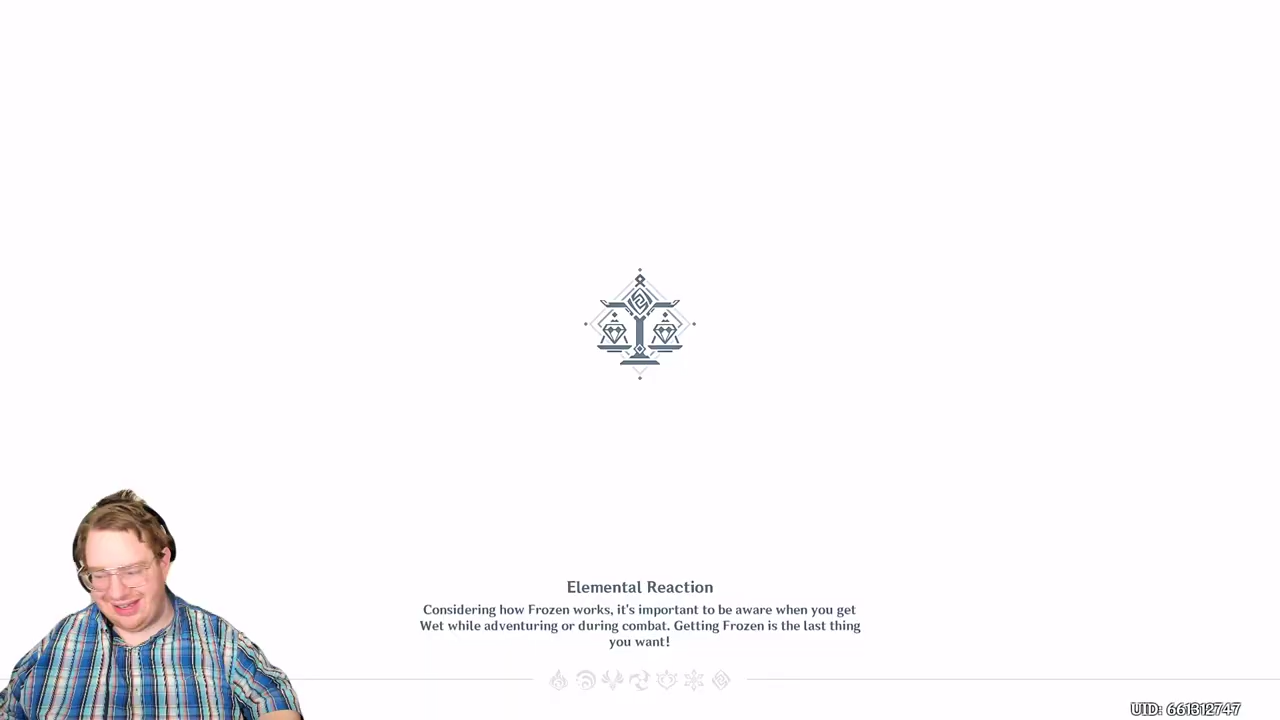 Elemental Reaction
Considering how Frozen works, it's important to be aware when you get
Wet while adventuring or during combat. Getting Frozen is the last thing
you want!
UID: 661312747